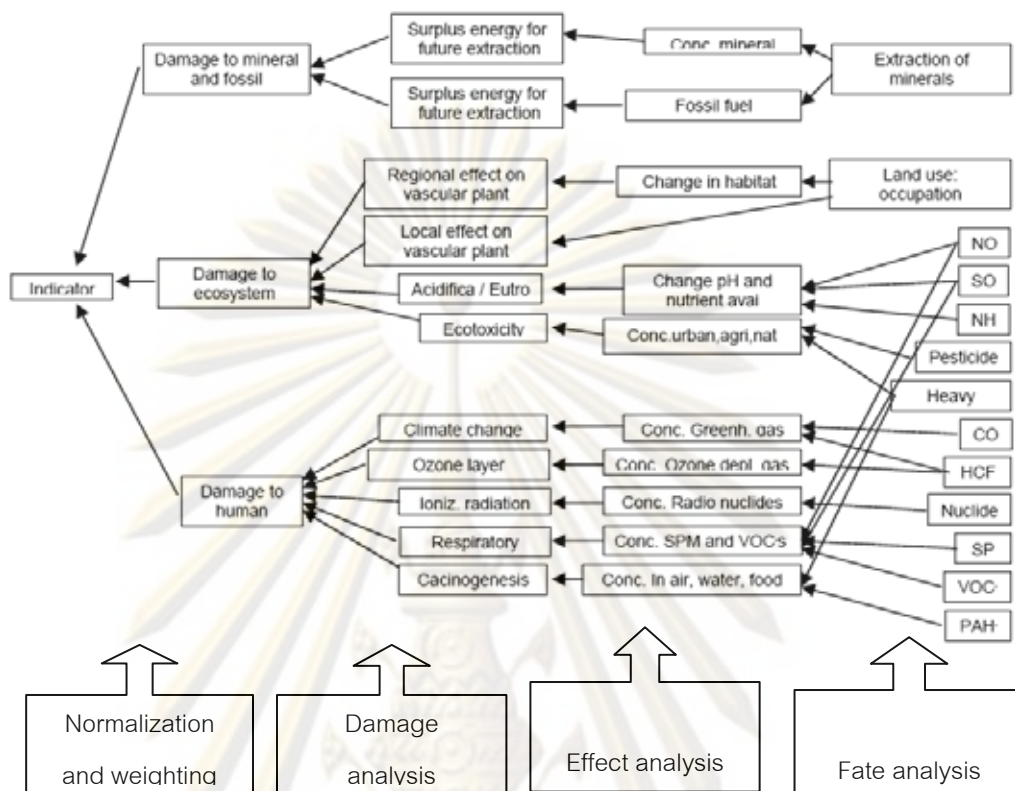 Surplus energy for
future extraction
Conc. mineral
Extraction of
minerals
Damage to mineral
and fossil
Surplus energy for
future extraction
Fossil fuel
Regional effect on
vascular plant
Change in habitat
Land use:
occupation
Local effect on
vascular plant
NO
Indicator
Damage to
ecosystem
Acidifica / Eutro
Change pH and
nutrient avai
SO
NH
Ecotoxicity
Conc.urban,agri,nat
Pesticide
Heavy
Climate change
Conc. Greenh. gas
CO
Ozone layer
Conc. Ozone depl. gas
HCF
Damage to
human
Ioniz. radiation
Conc. Radio nuclides
Nuclide
Respiratory
Conc. SPM and VOC's
SP
Cacinogenesis
Conc. In air, water, food
VOC
PAH
Normalization
and weighting
Damage
analysis
Effect analysis
Fate analysis